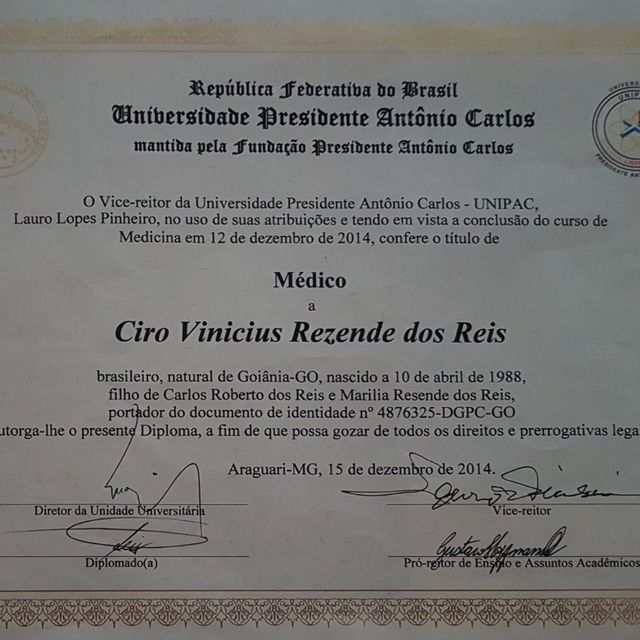 República Federativa do Brasil
Universidade Presidente Antônio Carlos
mantida pela Fundação Presidente Antônio Carlos
O Vice-reitor da Universidade Presidente Antônio Carlos - UNIPAC,
Lauro Lopes Pinheiro, no uso de suas atribuições e tendo em vista a conclusão do curso de
Medicina em 12 de dezembro de 2014, confere o título de
Médico
a
Ciro Vinicius Rezende dos Reis
brasileiro, natural de Goiânia-GO, nascido a 10 de abril de 1988,
filho de Carlos Roberto dos Reis e Marilia Resende dos Reis,
portador do documento de identidade nº 4876325-DGPC-GO
utorga-lhe o presente Diploma, a fim de que possa gozar de todos os direitos e prerrogativas lega
Araguari-MG, 15 de dezembro de 2014.
Diretor da Unidade Universitária
Vice-reitor
Diplomado(a)
Pró-reitor de Ensino e Assuntos Acadêmicos